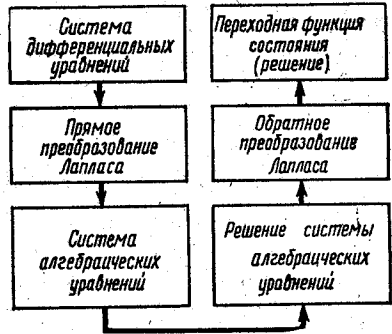 Система
дифференциальных
уравнений
Прямое
преобразование
Лапласа
Система
алгебраических
уравнений
Решение системы
алгебраических
уравнений
Обратное
преобразование
Лапласа
Переходная функция
состояния
(решение)